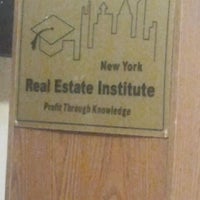 New York
Real Estate Institute
Profit Through Knowledge